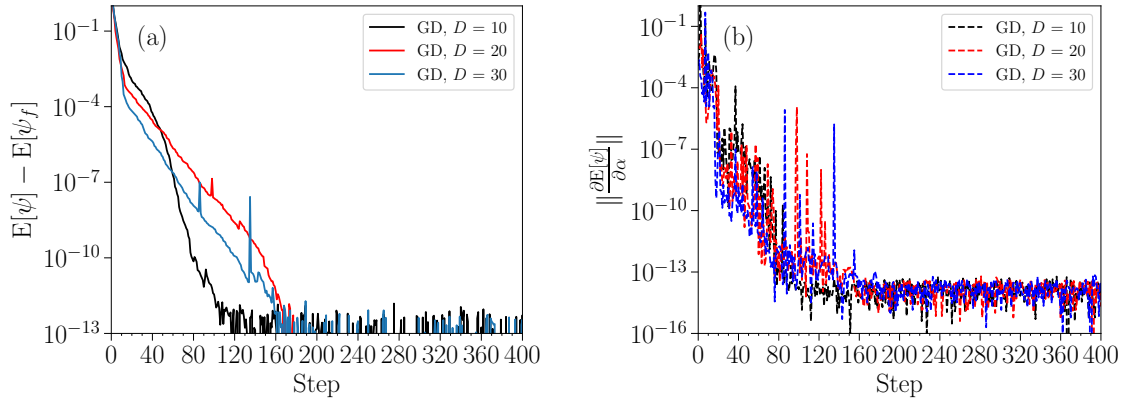 (a)
GD, D = 10
GD, D = 20
GD, D = 30
E[ψ] − E[ψ_f]
10^{-1}
10^{-4}
10^{-7}
10^{-10}
10^{-13}
0 40 80 120 160 200 240 280 320 360 400
Step
(b)
GD, D = 10
GD, D = 20
GD, D = 30
||∂E[ψ]/∂α||
10^{-1}
10^{-4}
10^{-7}
10^{-10}
10^{-13}
10^{-16}
0 40 80 120 160 200 240 280 320 360 400
Step